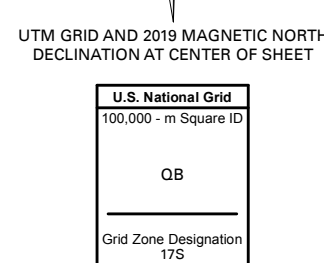 UTM GRID AND 2019 MAGNETIC NORTH
DECLINATION AT CENTER OF SHEET
U.S. National Grid
100,000 - m Square ID
QB
Grid Zone Designation
17S